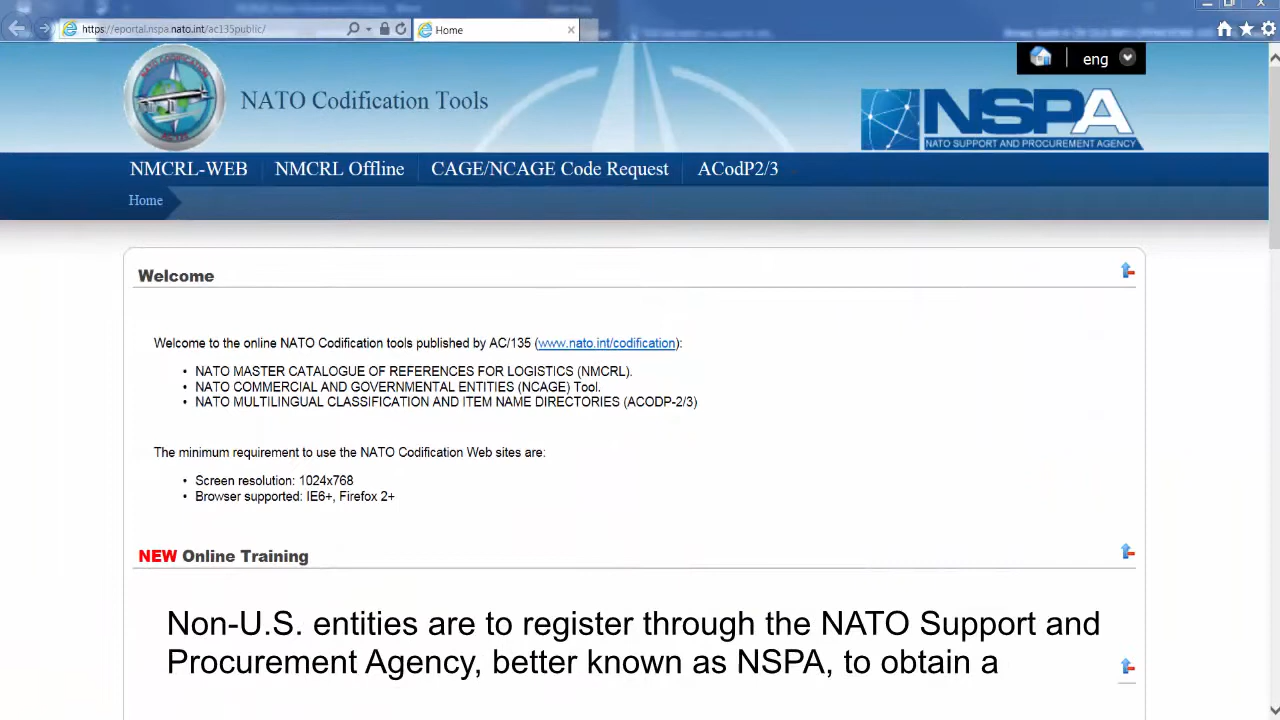 https://eportal.nspa.nato.int/ac135public/
Home
eng
NATO Codification Tools
NSPA
NATO SUPPORT AND PROCUREMENT AGENCY
NMCRL-WEB
NMCRL Offline
CAGE/NCAGE Code Request
ACodP2/3
Home
Welcome
Welcome to the online NATO Codification tools published by AC/135 (www.nato.int/codification):
• NATO MASTER CATALOGUE OF REFERENCES FOR LOGISTICS (NMCRL).
• NATO COMMERCIAL AND GOVERNMENTAL ENTITIES (NCAGE) Tool.
• NATO MULTILINGUAL CLASSIFICATION AND ITEM NAME DIRECTORIES (ACODP-2/3)
The minimum requirement to use the NATO Codification Web sites are:
• Screen resolution: 1024x768
• Browser supported: IE6+, Firefox 2+
NEW Online Training
Non-U.S. entities are to register through the NATO Support and
Procurement Agency, better known as NSPA, to obtain a